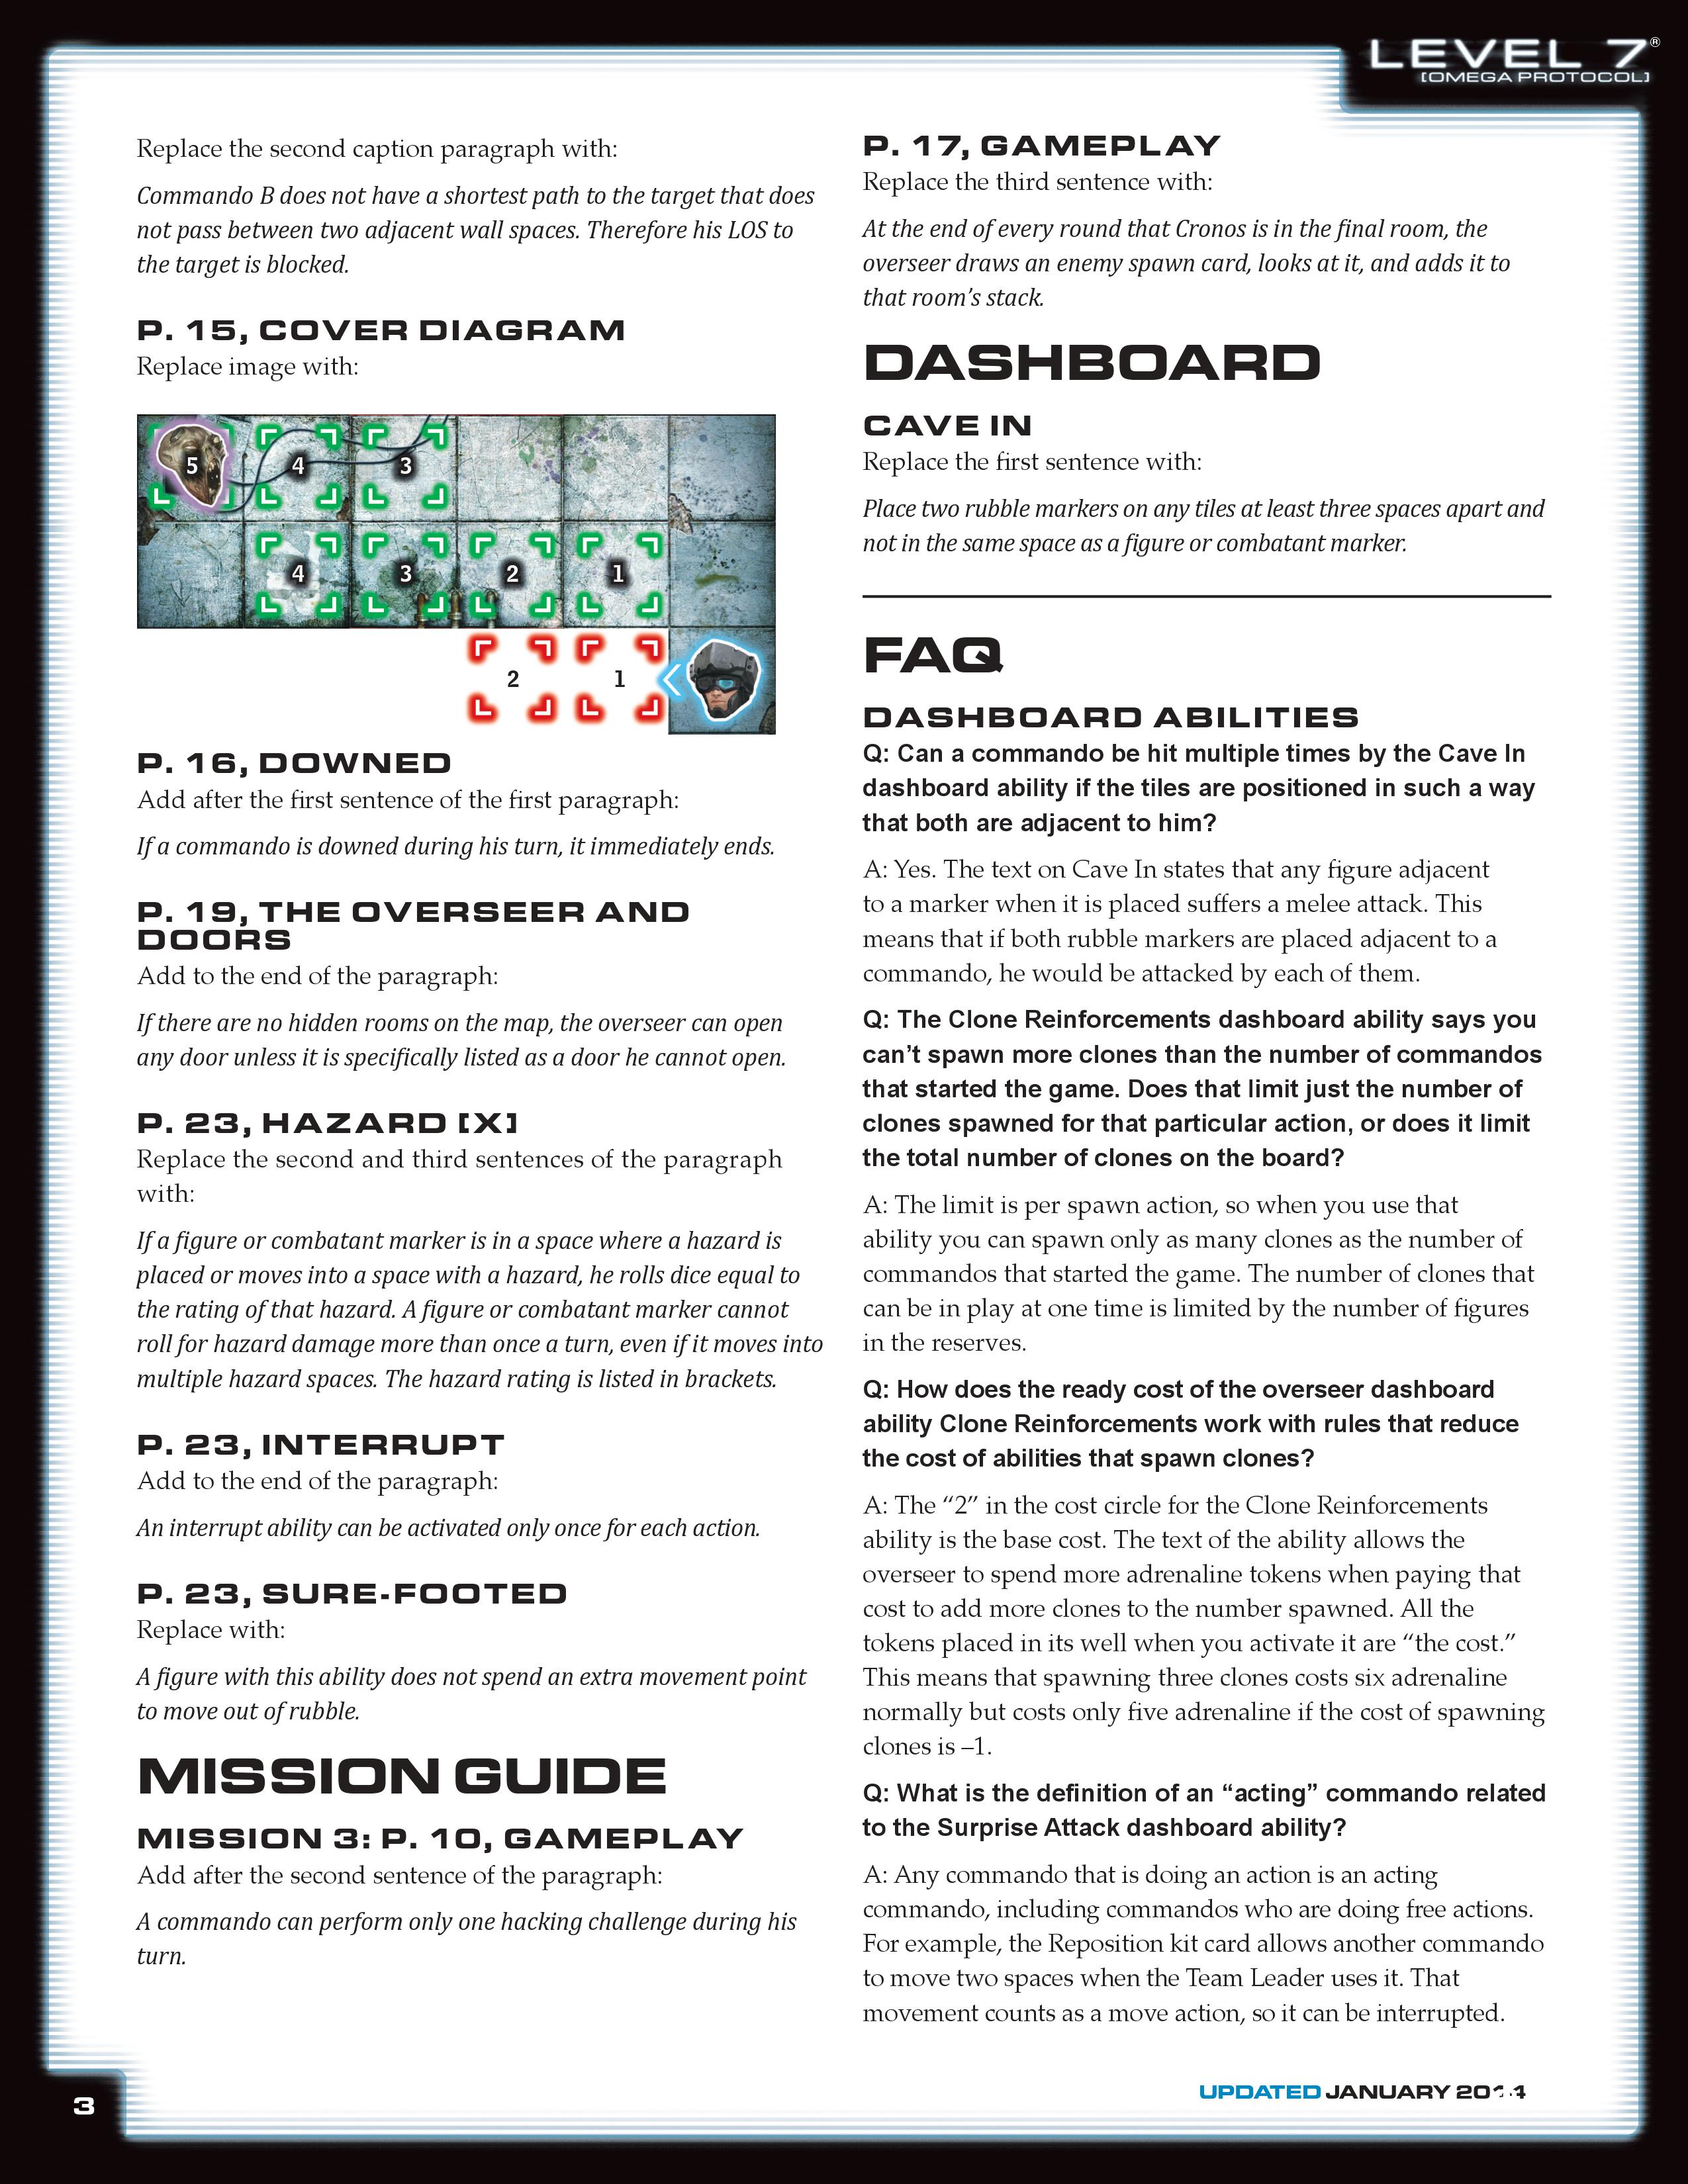 LEVEL 7®
[OMEGA PROTOCOL]
Replace the second caption paragraph with:
Commando B does not have a shortest path to the target that does
not pass between two adjacent wall spaces. Therefore his LOS to
the target is blocked.
P. 15, COVER DIAGRAM
Replace image with:
5 4 3
4 3 2 1
2 1
P. 16, DOWNED
Add after the first sentence of the first paragraph:
If a commando is downed during his turn, it immediately ends.
P. 19, THE OVERSEER AND
DOORS
Add to the end of the paragraph:
If there are no hidden rooms on the map, the overseer can open
any door unless it is specifically listed as a door he cannot open.
P. 23, HAZARD [X]
Replace the second and third sentences of the paragraph
with:
If a figure or combatant marker is in a space where a hazard is
placed or moves into a space with a hazard, he rolls dice equal to
the rating of that hazard. A figure or combatant marker cannot
roll for hazard damage more than once a turn, even if it moves into
multiple hazard spaces. The hazard rating is listed in brackets.
P. 23, INTERRUPT
Add to the end of the paragraph:
An interrupt ability can be activated only once for each action.
P. 23, SURE-FOOTED
Replace with:
A figure with this ability does not spend an extra movement point
to move out of rubble.
MISSION GUIDE
MISSION 3: P. 10, GAMEPLAY
Add after the second sentence of the paragraph:
A commando can perform only one hacking challenge during his
turn.
P. 17, GAMEPLAY
Replace the third sentence with:
At the end of every round that Cronos is in the final room, the
overseer draws an enemy spawn card, looks at it, and adds it to
that room's stack.
DASHBOARD
CAVE IN
Replace the first sentence with:
Place two rubble markers on any tiles at least three spaces apart and
not in the same space as a figure or combatant marker.
FAQ
DASHBOARD ABILITIES
Q: Can a commando be hit multiple times by the Cave In
dashboard ability if the tiles are positioned in such a way
that both are adjacent to him?
A: Yes. The text on Cave In states that any figure adjacent
to a marker when it is placed suffers a melee attack. This
means that if both rubble markers are placed adjacent to a
commando, he would be attacked by each of them.
Q: The Clone Reinforcements dashboard ability says you
can't spawn more clones than the number of commandos
that started the game. Does that limit just the number of
clones spawned for that particular action, or does it limit
the total number of clones on the board?
A: The limit is per spawn action, so when you use that
ability you can spawn only as many clones as the number of
commandos that started the game. The number of clones that
can be in play at one time is limited by the number of figures
in the reserves.
Q: How does the ready cost of the overseer dashboard
ability Clone Reinforcements work with rules that reduce
the cost of abilities that spawn clones?
A: The “2” in the cost circle for the Clone Reinforcements
ability is the base cost. The text of the ability allows the
overseer to spend more adrenaline tokens when paying that
cost to add more clones to the number spawned. All the
tokens placed in its well when you activate it are “the cost.”
This means that spawning three clones costs six adrenaline
normally but costs only five adrenaline if the cost of spawning
clones is –1.
Q: What is the definition of an “acting” commando related
to the Surprise Attack dashboard ability?
A: Any commando that is doing an action is an acting
commando, including commandos who are doing free actions.
For example, the Reposition kit card allows another commando
to move two spaces when the Team Leader uses it. That
movement counts as a move action, so it can be interrupted.
3
UPDATED JANUARY 2014